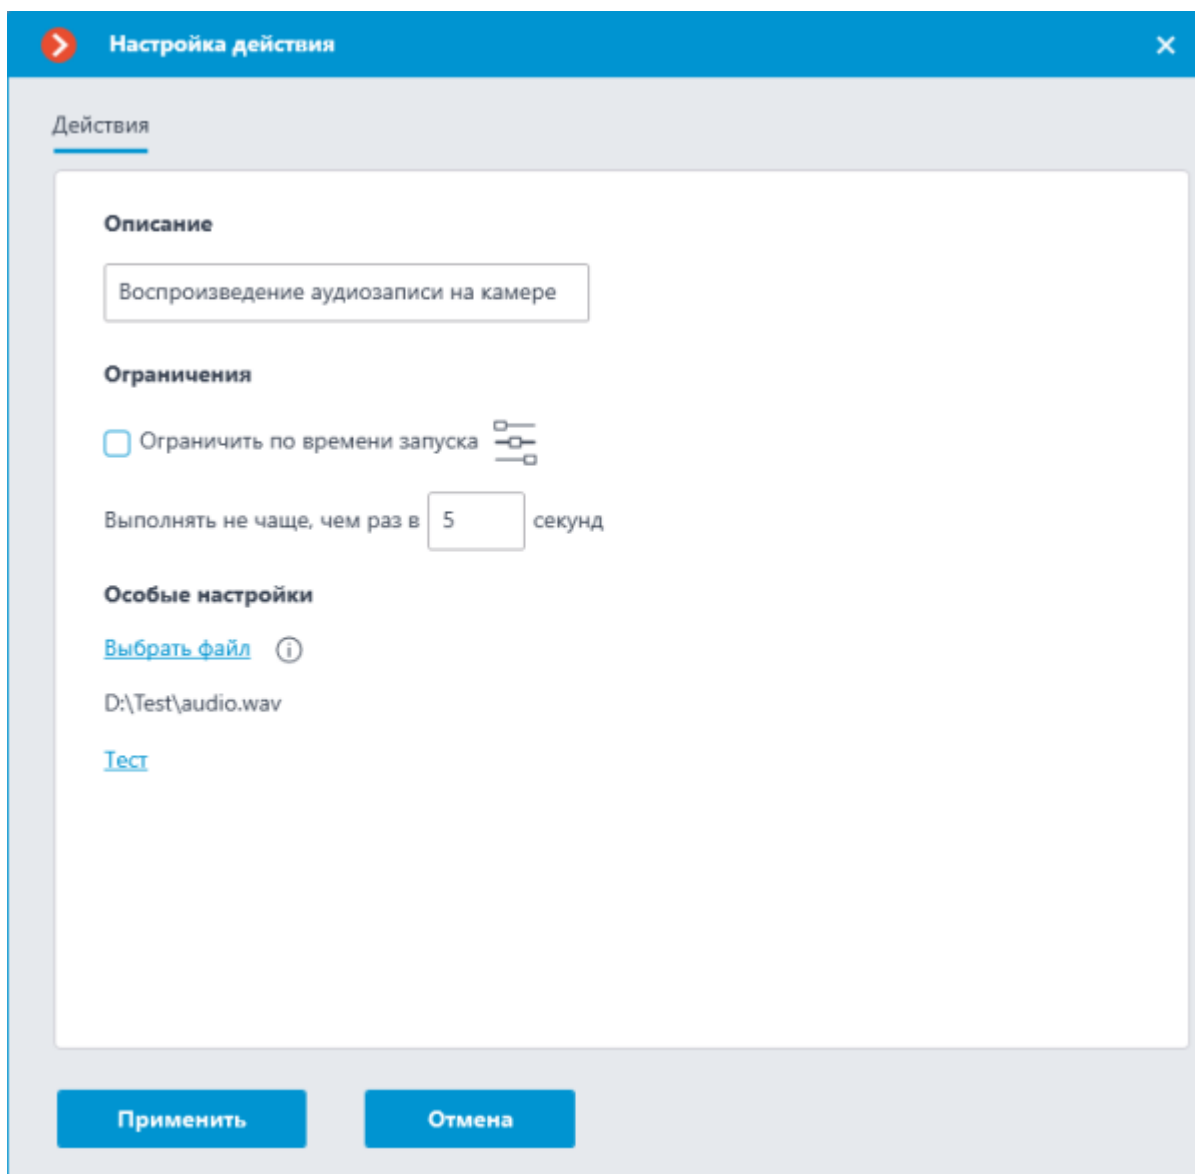 Настройка действия
Действия
Описание
Воспроизведение аудиозаписи на камере
Ограничения
Ограничить по времени запуска
Выполнять не чаще, чем раз в 5 секунд
Особые настройки
Выбрать файл
D:\Test\audio.wav
Тест
Применить Отмена